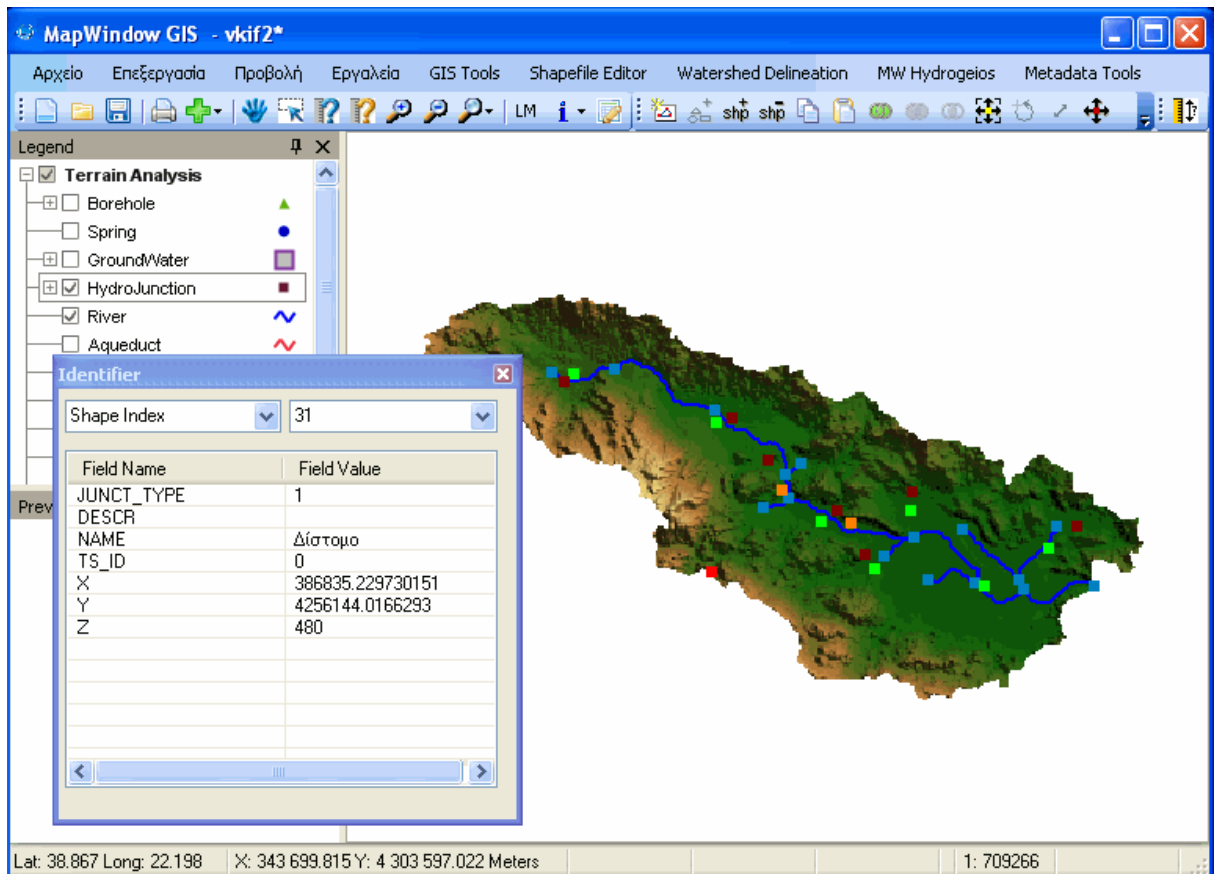 MapWindow GIS - vkif2*
Αρχείο Επεξεργασία Προβολή Εργαλεία GIS Tools Shapefile Editor Watershed Delineation MW Hydrogeios Metadata Tools
LM shp shp
Legend
Terrain Analysis
Borehole
Spring
GroundWater
HydroJunction
River
Aqueduct
Identifier
Shape Index 31
Field Name Field Value
JUNCT_TYPE 1
DESCR
NAME Δίστομο
TS_ID 0
X 386835.229730151
Y 4256144.0166293
Z 480
Prev
Lat: 38.867 Long: 22.198 X: 343 699.815 Y: 4 303 597.022 Meters 1: 709266